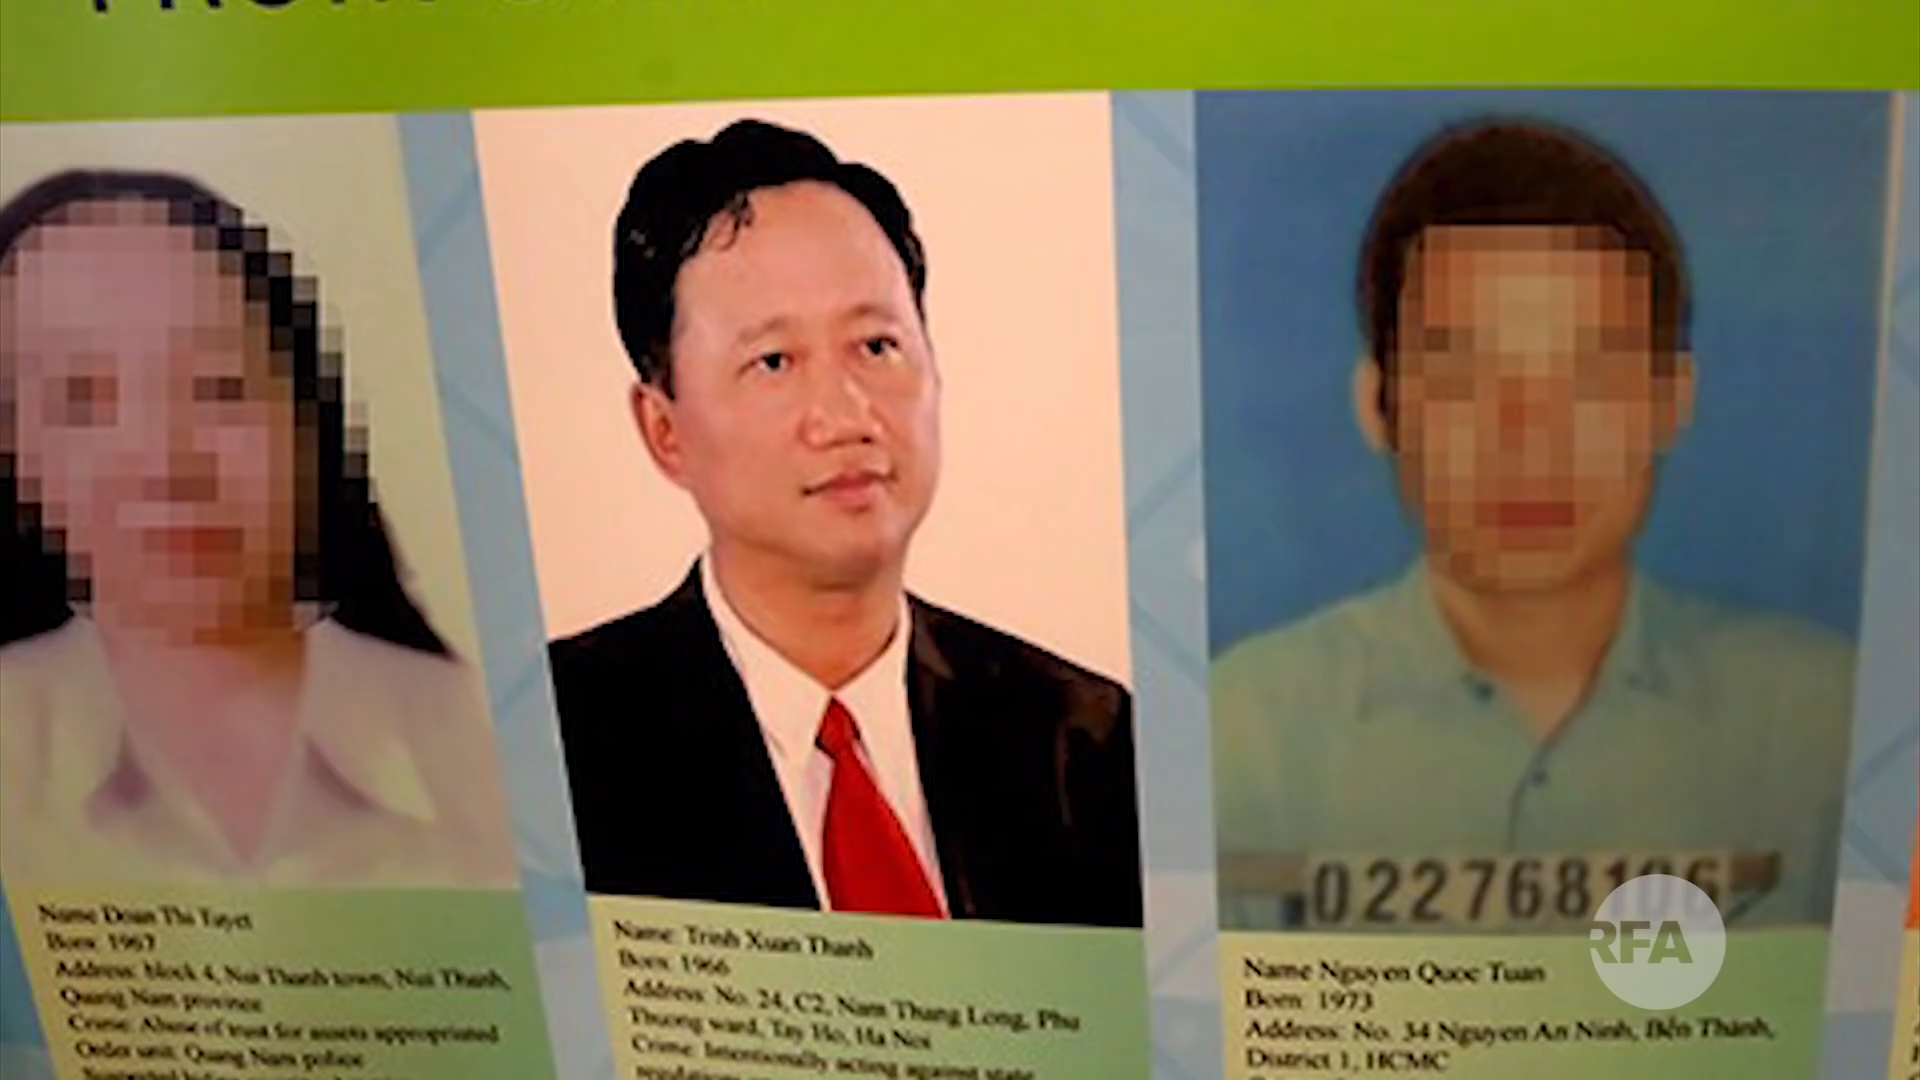 Name Doan Thi Tayet
Born: 1967
Address: block 4, Nui Thanh town, Nui Thanh,
Quang Nam province
Crime: Abuse of trust for assets appropriated
Order unit: Quang Nam police
Name: Trinh Xuan Thanh
Born: 1966
Address: No. 24, C2, Nam Thang Long, Phu
Thuong ward, Tay Ho, Ha Noi
Crime: Intentionally acting against state
022768106
RFA
Name Nguyen Quoc Tuan
Born: 1973
Address: No. 34 Nguyen An Ninh, Bến Thành,
District 1, HCMC